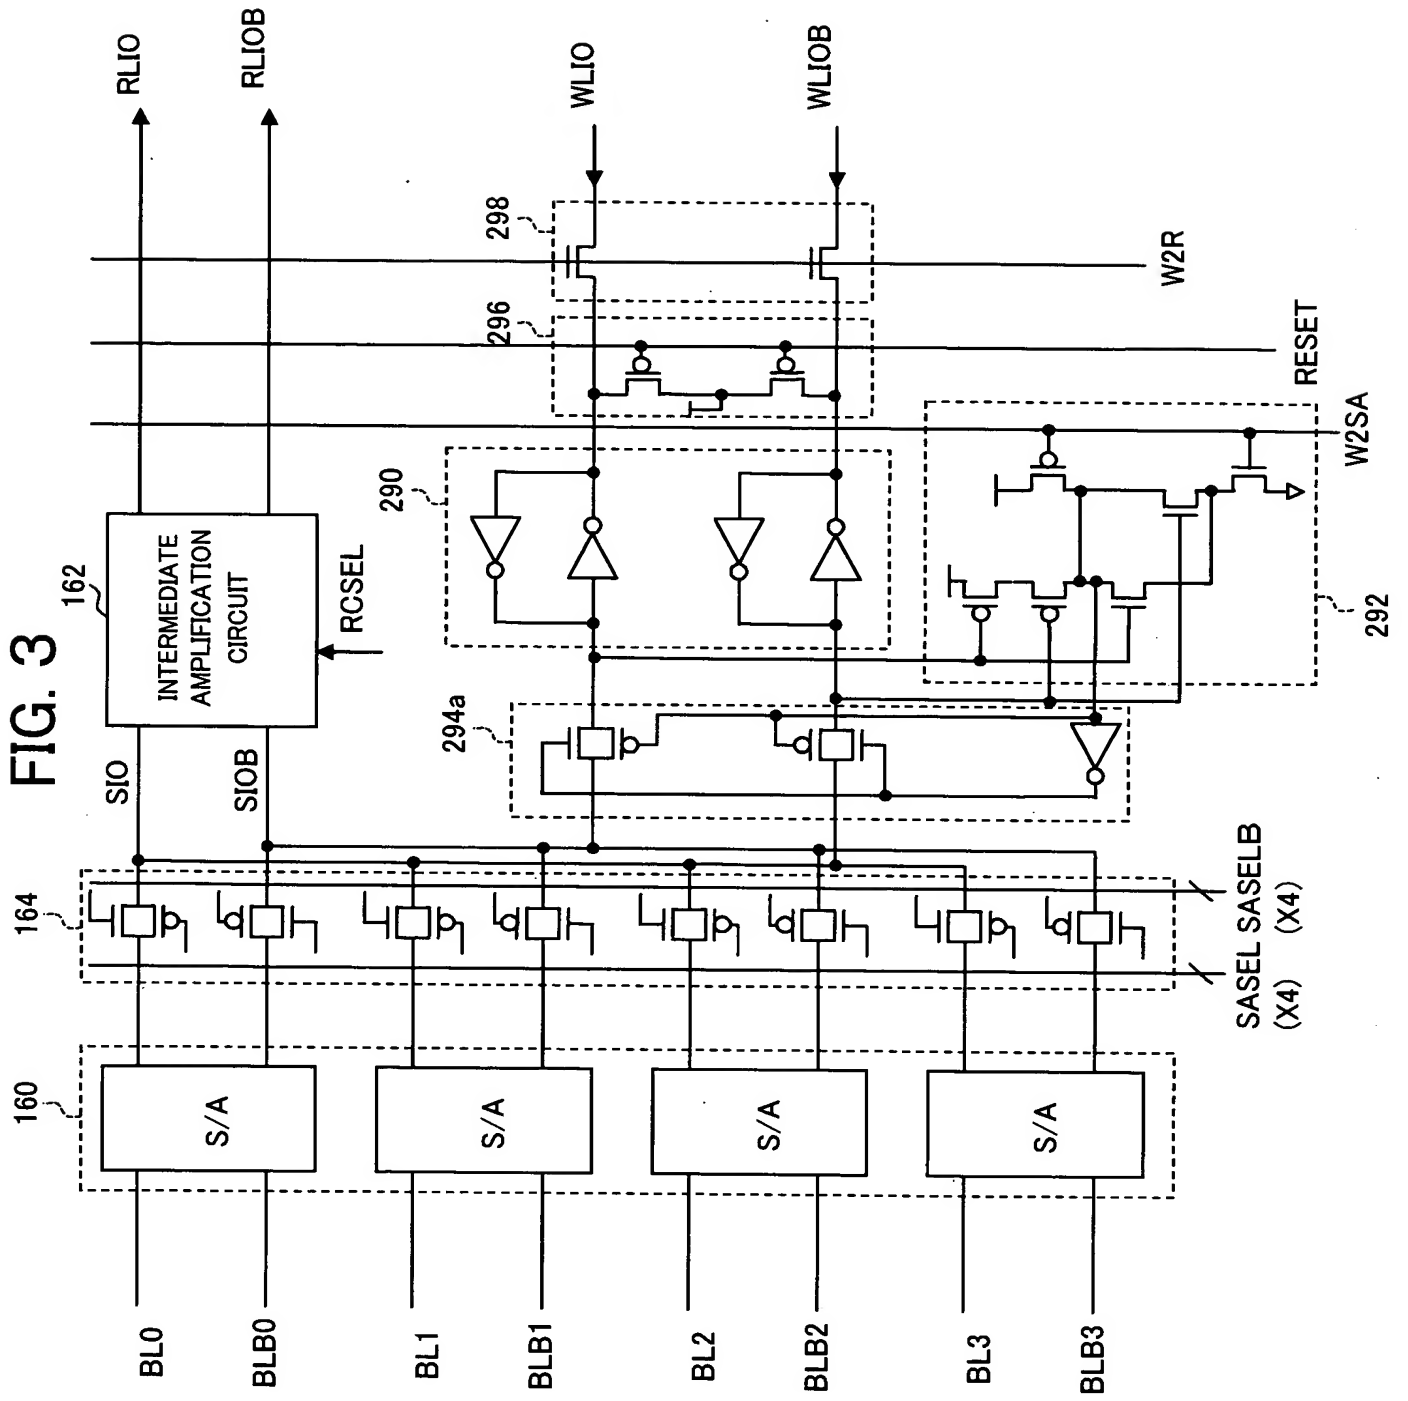 FIG. 3
RLIO
RLIOB
WLIO
WLIOB
298
W2R
296
RESET
W2SA
290
292
162
INTERMEDIATE
AMPLIFICATION
CIRCUIT
RCSEL
294a
SIO
SIOB
164
SASEL SASELB
(X4) (X4)
160
S/A
S/A
S/A
S/A
BL0
BLB0
BL1
BLB1
BL2
BLB2
BL3
BLB3